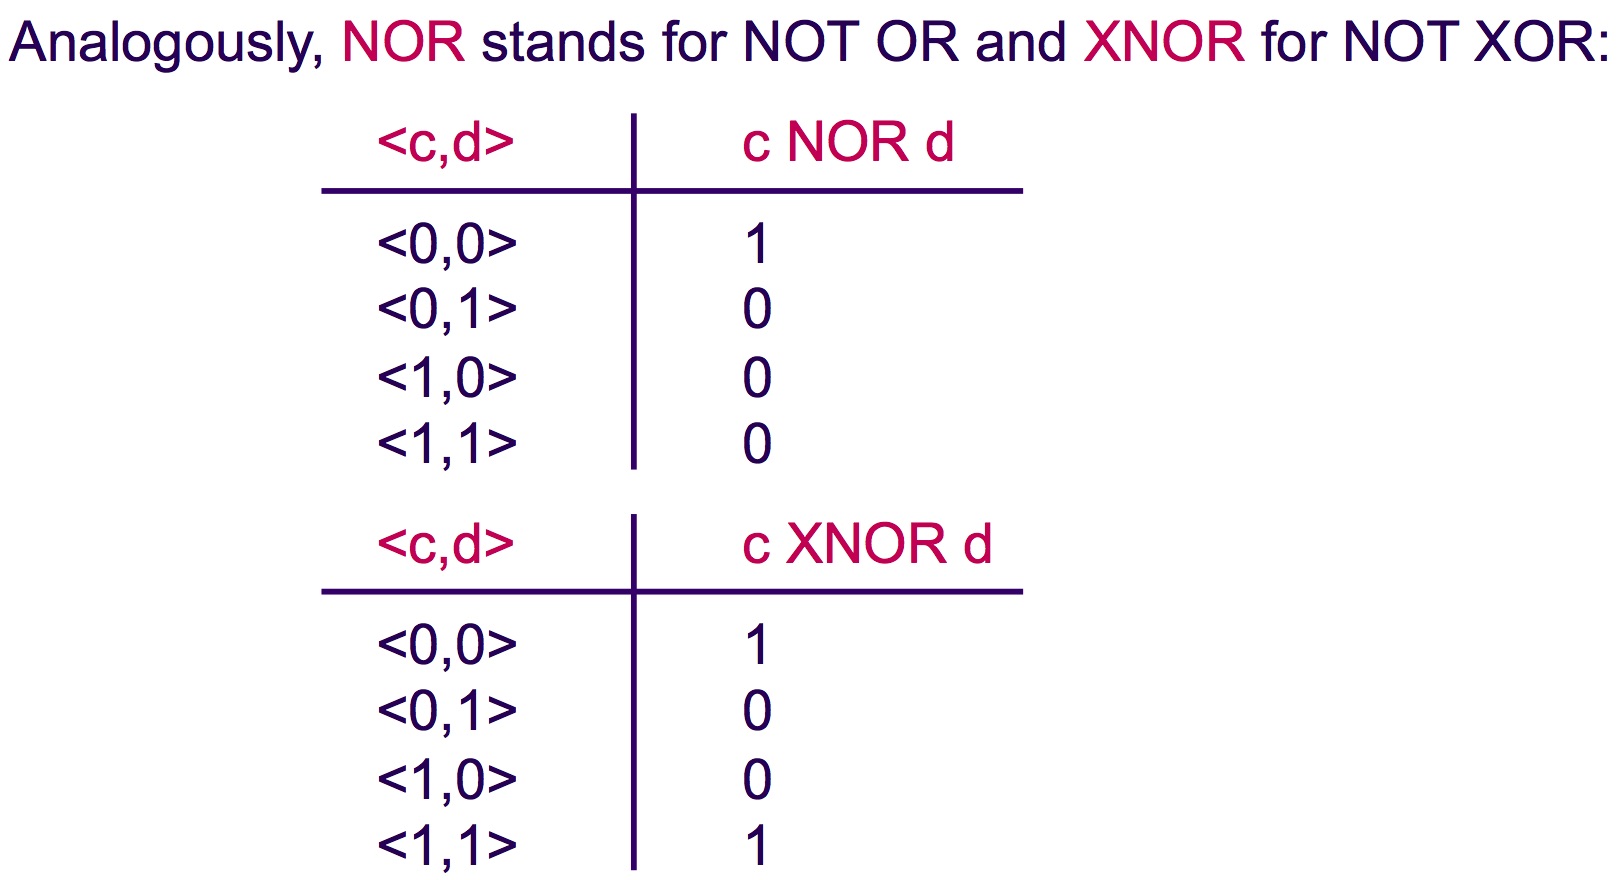 Analogously, NOR stands for NOT OR and XNOR for NOT XOR:
<c,d> c NOR d
<0,0> 1
<0,1> 0
<1,0> 0
<1,1> 0
<c,d> c XNOR d
<0,0> 1
<0,1> 0
<1,0> 0
<1,1> 1